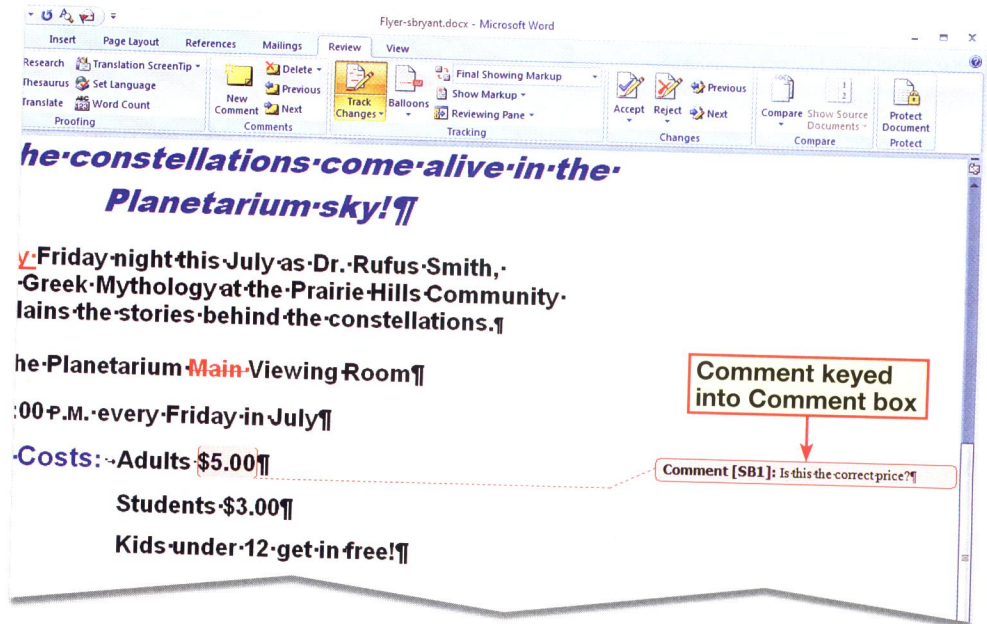 Flyer-sbryant.docx - Microsoft Word
Insert Page Layout References Mailings Review View
Research Translation ScreenTip
Thesaurus Set Language
Translate Word Count
Proofing
New Comment
Delete
Previous
Next
Comments
Track Changes
Balloons
Final Showing Markup
Show Markup
Reviewing Pane
Tracking
Accept Reject
Previous
Next
Changes
Compare Show Source Documents
Compare
Protect Document
Protect
he·constellations·come·alive·in·the·
Planetarium·sky!¶
y·Friday·night·this·July·as·Dr.·Rufus·Smith,·
·Greek·Mythology·at·the·Prairie·Hills·Community·
lains·the·stories·behind·the·constellations.¶
he·Planetarium·Main·Viewing·Room¶
:00·P.M.·every·Friday·in·July¶
·Costs:·Adults·$5.00¶
Students·$3.00¶
Kids·under·12·get·in·free!¶
Comment keyed
into Comment box
Comment [SB1]: Is·this·the·correct·price?¶